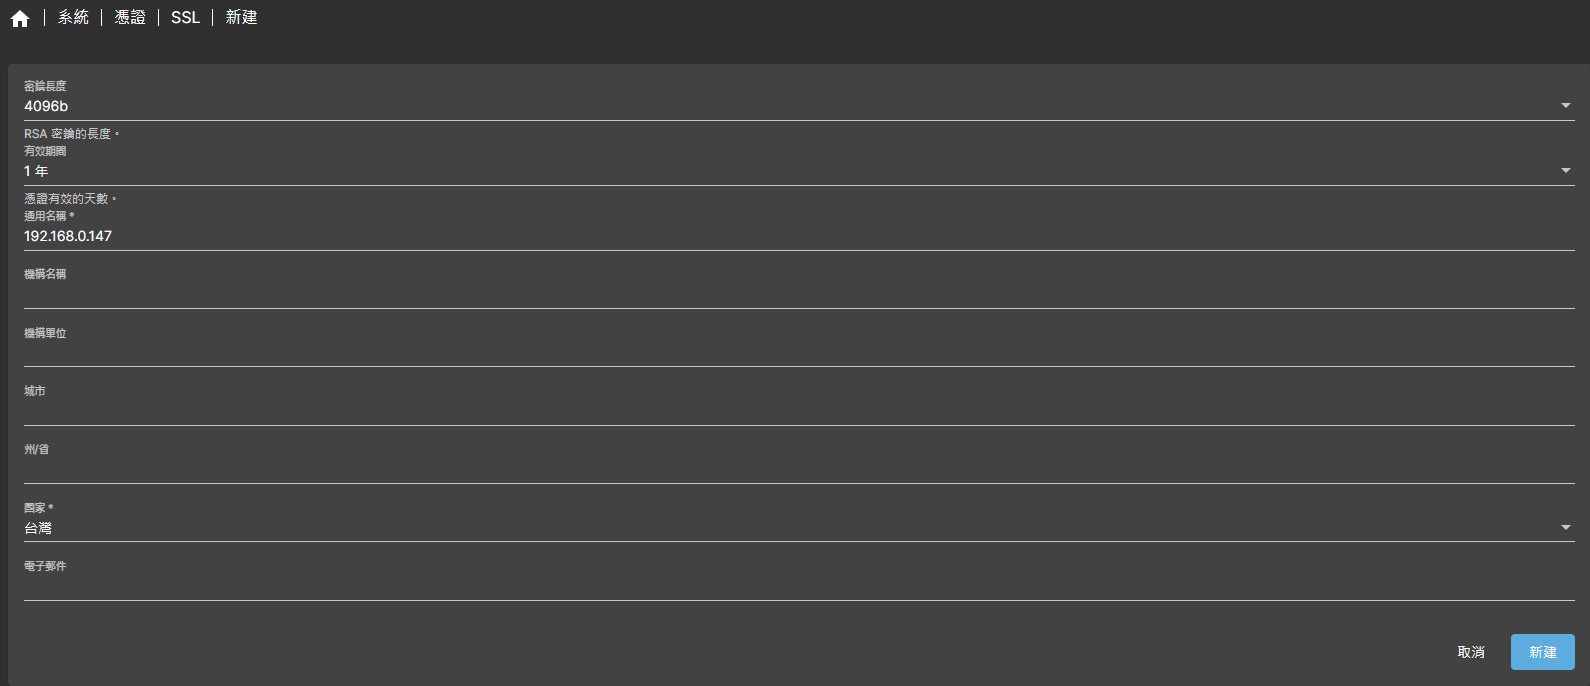 系統 | 憑證 | SSL | 新建
密鑰長度
4096b
RSA 密鑰的長度。
有效期間
1 年
憑證有效的天數。
通用名稱 *
192.168.0.147
機構名稱
機構單位
城市
州/省
國家 *
台灣
電子郵件
取消 新建